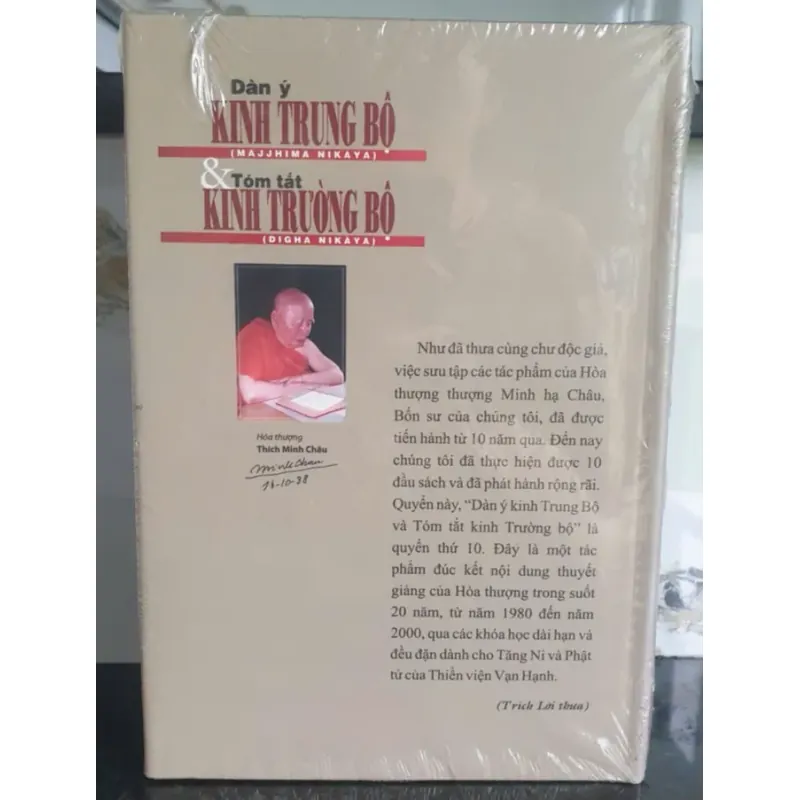 Dàn ý
KINH TRUNG BỘ
(MAJJHIMA NIKAYA)
& Tóm tắt
KINH TRƯỜNG BỘ
(DIGHA NIKAYA)
Hòa thượng
Thích Minh Châu
Minh Chau
Như đã thưa cùng chư độc giả,
việc sưu tập các tác phẩm của Hòa
thượng thượng Minh hạ Châu,
Bổn sư của chúng tôi, đã được
tiến hành từ 10 năm qua. Đến nay
chúng tôi đã thực hiện được 10
đầu sách và đã phát hành rộng rãi.
Quyển này, “Dàn ý kinh Trung Bộ
và Tóm tắt kinh Trường bộ” là
quyển thứ 10. Đây là một tác
phẩm đúc kết nội dung thuyết
giảng của Hòa thượng trong suốt
20 năm, từ năm 1980 đến năm
2000, qua các khóa học dài hạn và
đều đặn dành cho Tăng Ni và Phật
tử của Thiền viện Vạn Hạnh.
(Trích Lời thưa)